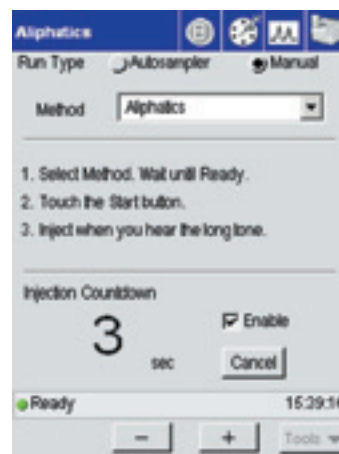 Aliphatics
Run Type Autosampler Manual
Method Aliphatics
1. Select Method. Wait until Ready.
2. Touch the Start button.
3. Inject when you hear the long tone.
Injection Countdown
3 sec
Enable
Cancel
Ready 15:29:16
- + Tools